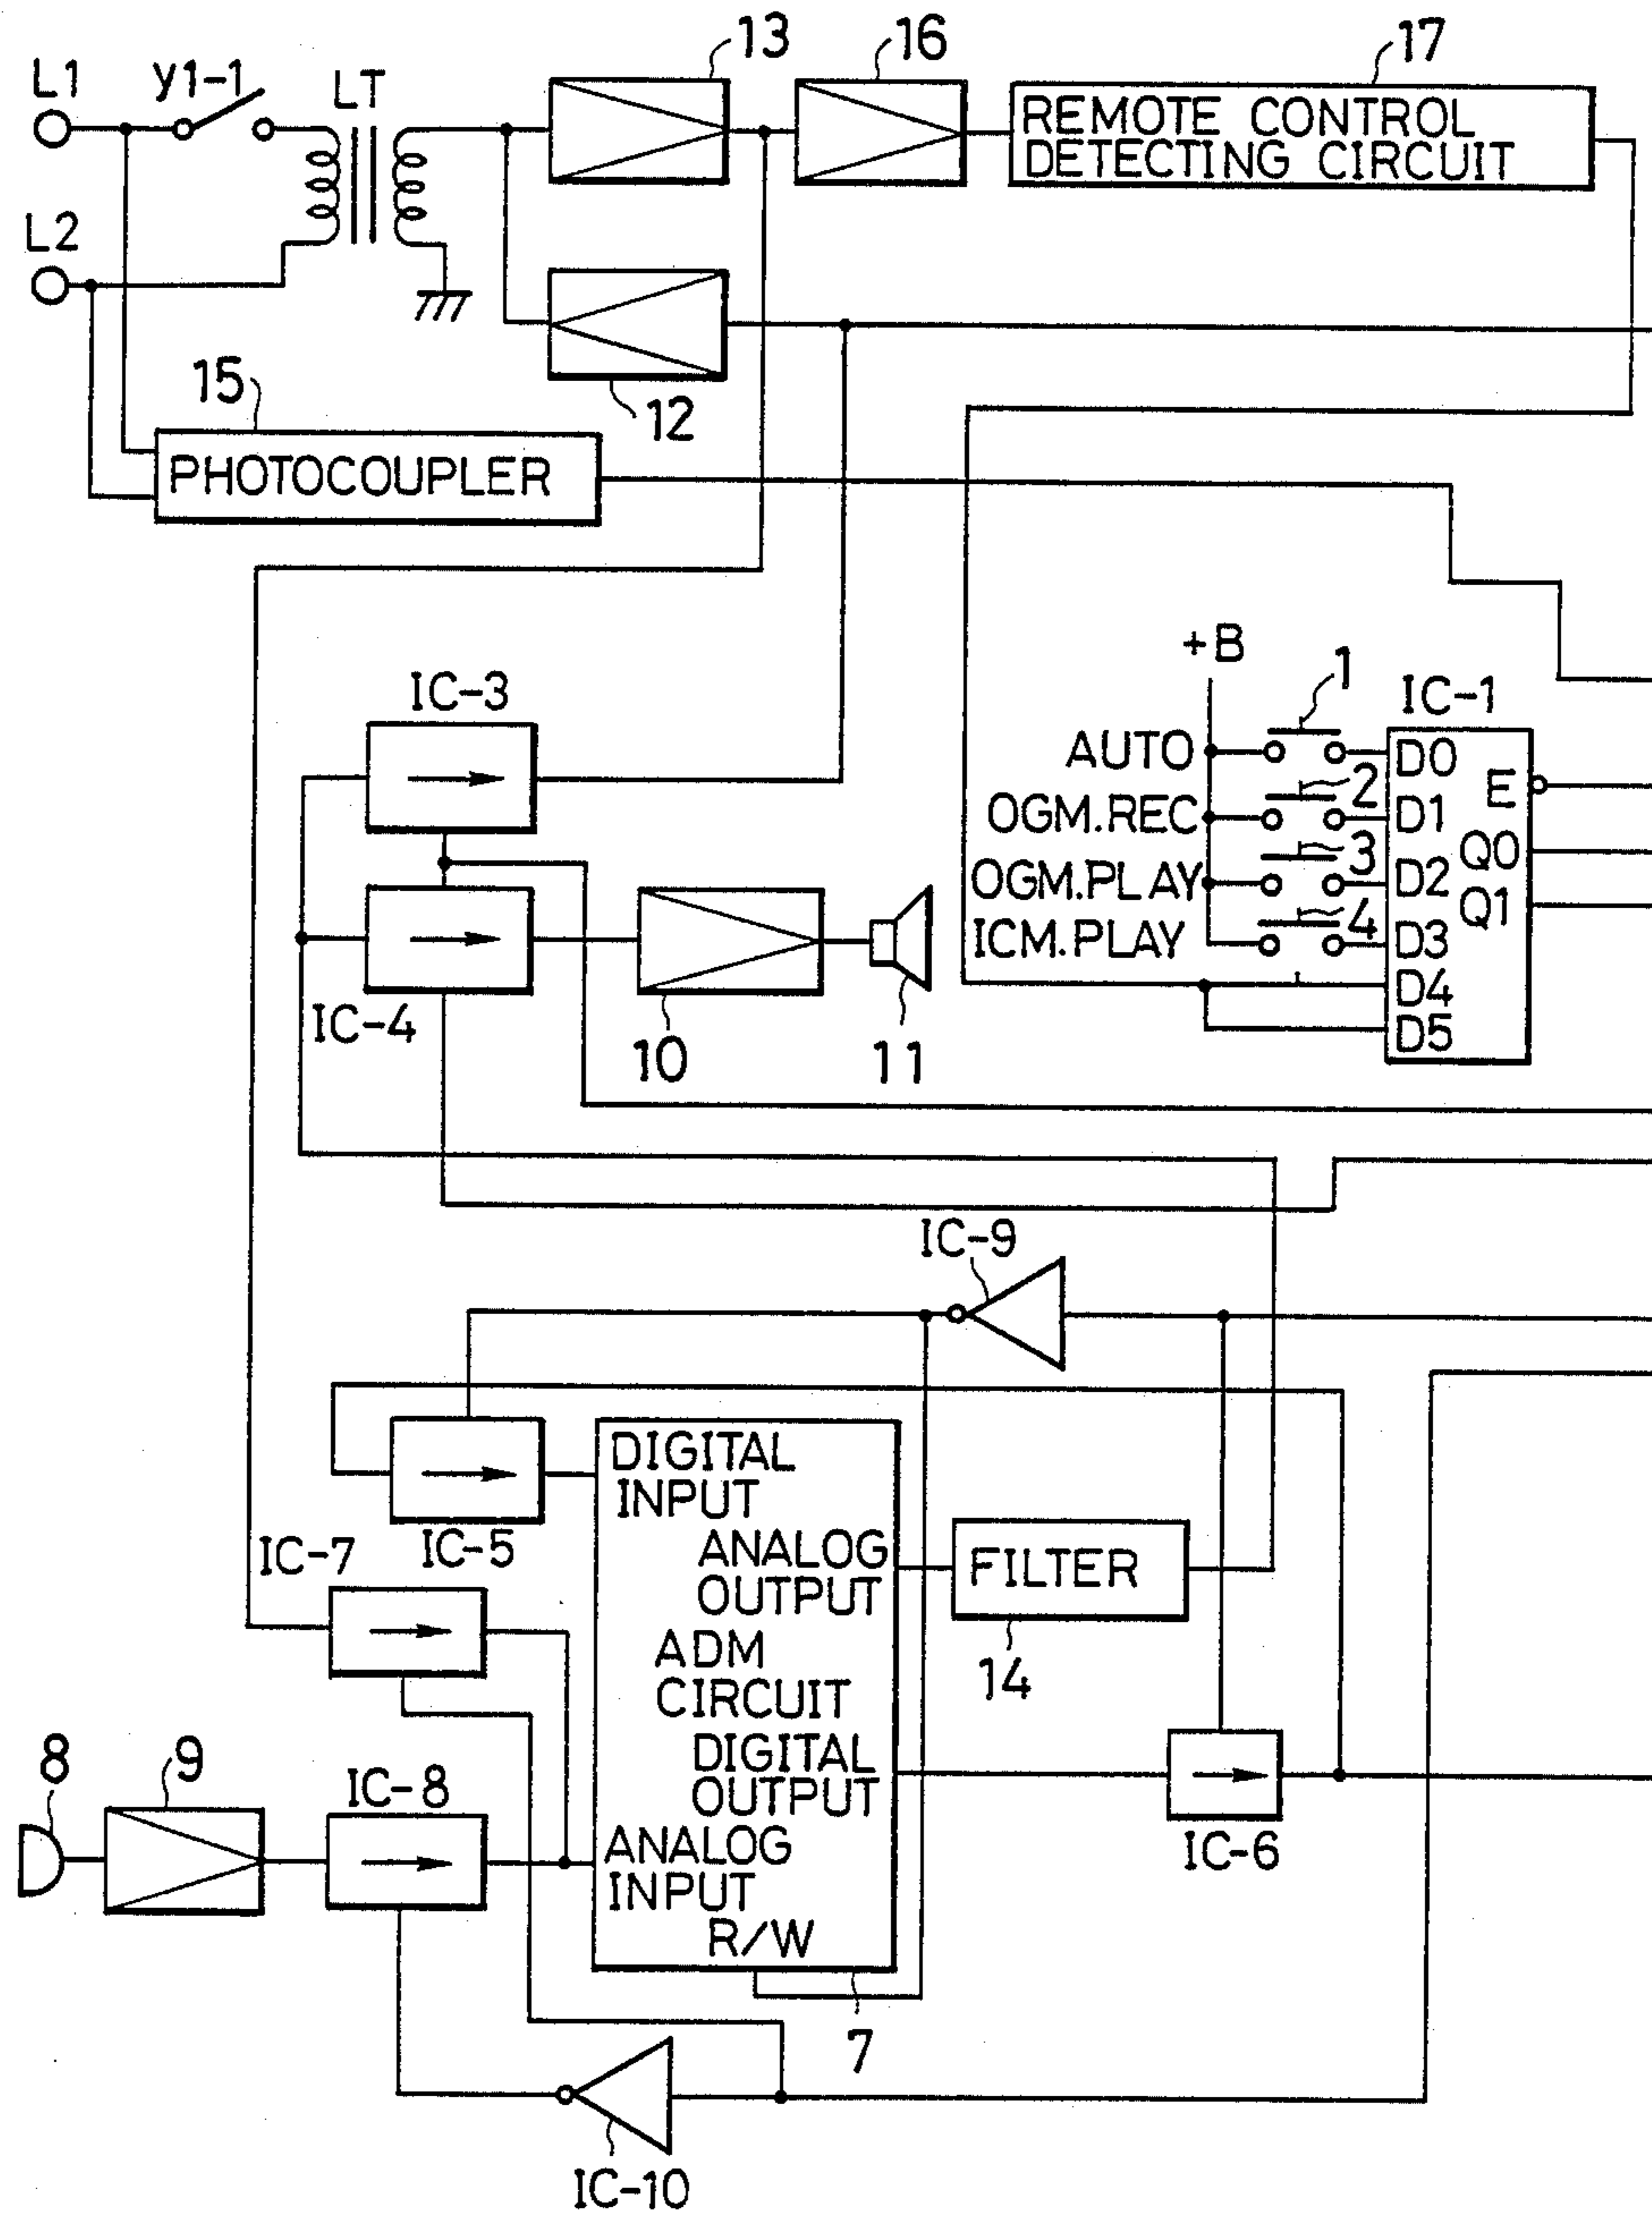 13
16
17
L1
y1-1
LT
REMOTE CONTROL
DETECTING CIRCUIT
L2
12
15
PHOTOCOUPLER
+B
1
IC-1
IC-3
AUTO
D0
E
2
OGM.REC
D1
3
Q0
OGM.PLAY
D2
Q1
4
ICM.PLAY
D3
D4
D5
IC-4
10
11
IC-9
DIGITAL
INPUT
IC-5
IC-7
ANALOG
OUTPUT
FILTER
14
ADM
CIRCUIT
DIGITAL
OUTPUT
8
9
IC-8
IC-6
ANALOG
INPUT
R/W
7
IC-10